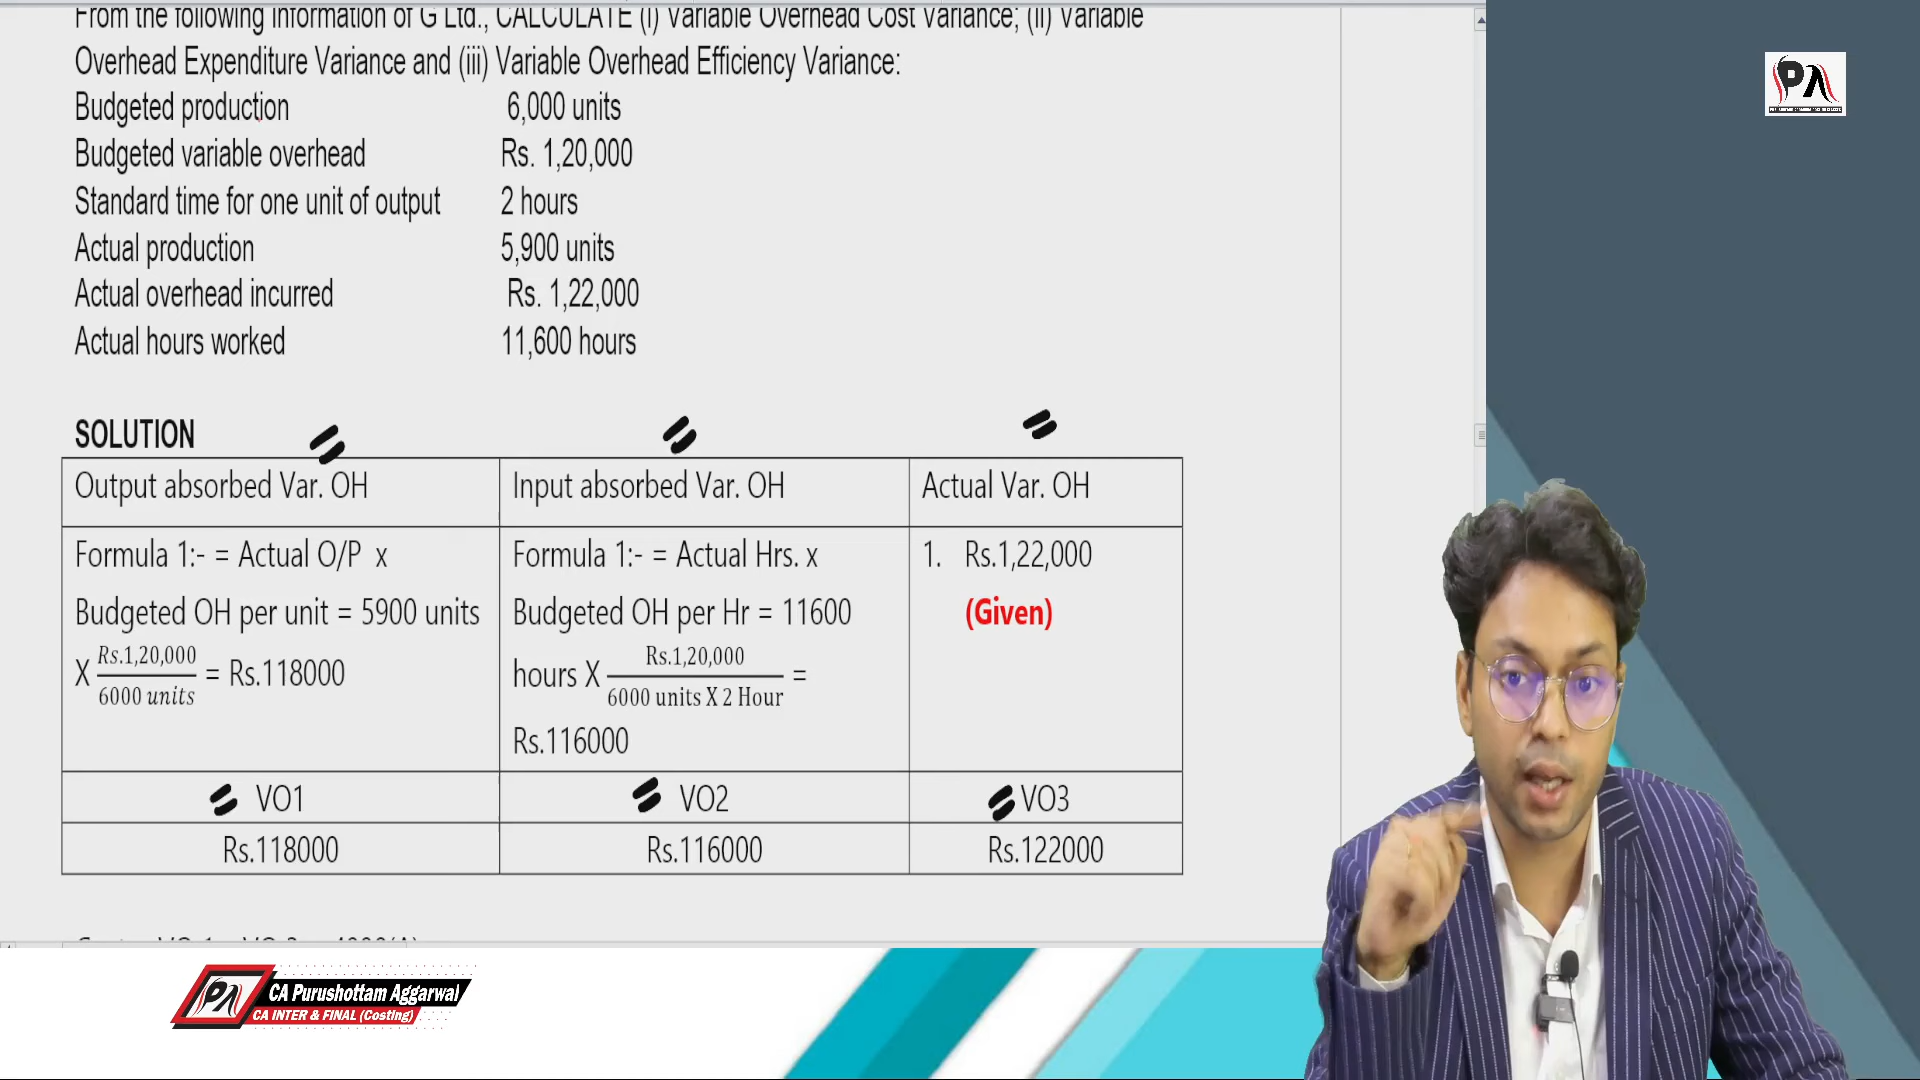 From the following information of G Ltd., CALCULATE (i) Variable Overhead Cost Variance; (ii) Variable
Overhead Expenditure Variance and (iii) Variable Overhead Efficiency Variance:
Budgeted production 6,000 units
Budgeted variable overhead Rs. 1,20,000
Standard time for one unit of output 2 hours
Actual production 5,900 units
Actual overhead incurred Rs. 1,22,000
Actual hours worked 11,600 hours
SOLUTION
Output absorbed Var. OH
Input absorbed Var. OH
Actual Var. OH
Formula 1:- = Actual O/P x
Budgeted OH per unit = 5900 units
X Rs.1,20,000 / 6000 units = Rs.118000
Formula 1:- = Actual Hrs. x
Budgeted OH per Hr = 11600
hours X Rs.1,20,000 / 6000 units X 2 Hour =
Rs.116000
1. Rs.1,22,000
(Given)
VO1 VO2 VO3
Rs.118000 Rs.116000 Rs.122000
PA
CA Purushottam Aggarwal
CA INTER & FINAL (Costing)
PA